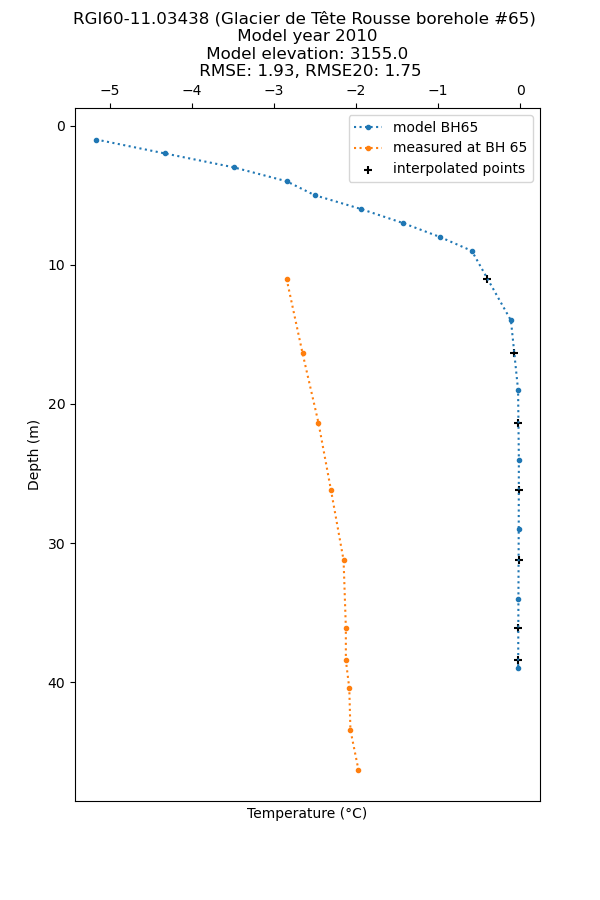 RGI60-11.03438 (Glacier de Tête Rousse borehole #65)
Model year 2010
Model elevation: 3155.0
RMSE: 1.93, RMSE20: 1.75
−5 −4 −3 −2 −1 0
model BH65
measured at BH 65
interpolated points
0
10
20
30
40
Depth (m)
Temperature (°C)